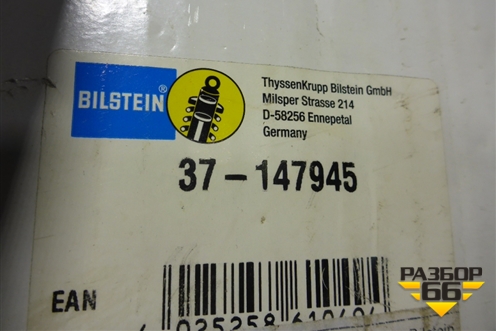 BILSTEIN®
ThyssenKrupp Bilstein GmbH
Milsper Strasse 214
D-58256 Ennepetal
Germany
37-147945
EAN
РАЗБОР
66